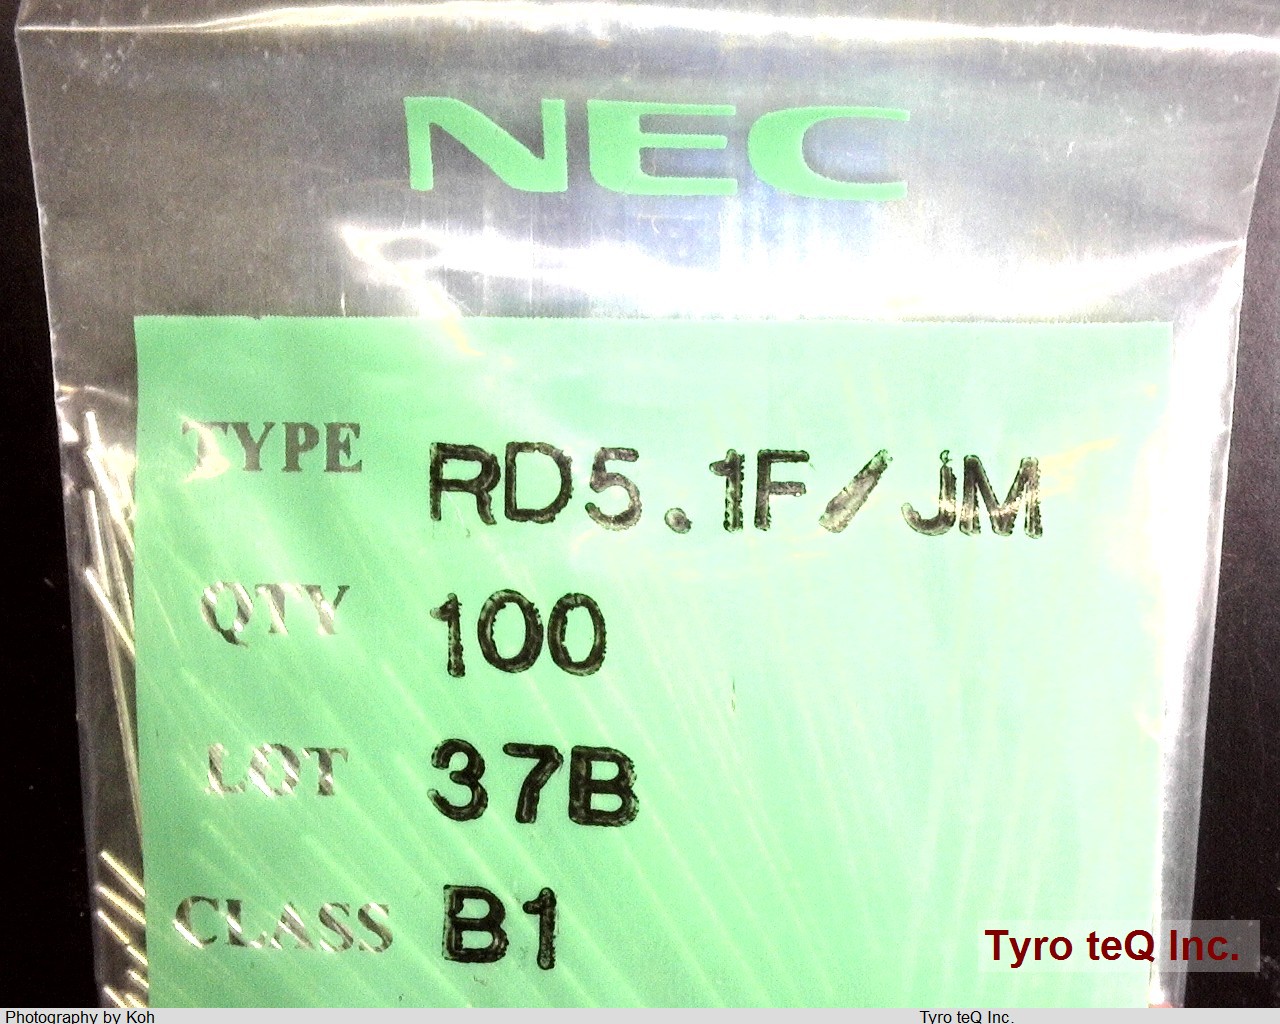 NEC
TYPE RD5.1F/JM
QTY 100
LOT 37B
CLASS B1
Tyro teQ Inc.
Photography by Koh Tyro teQ Inc.